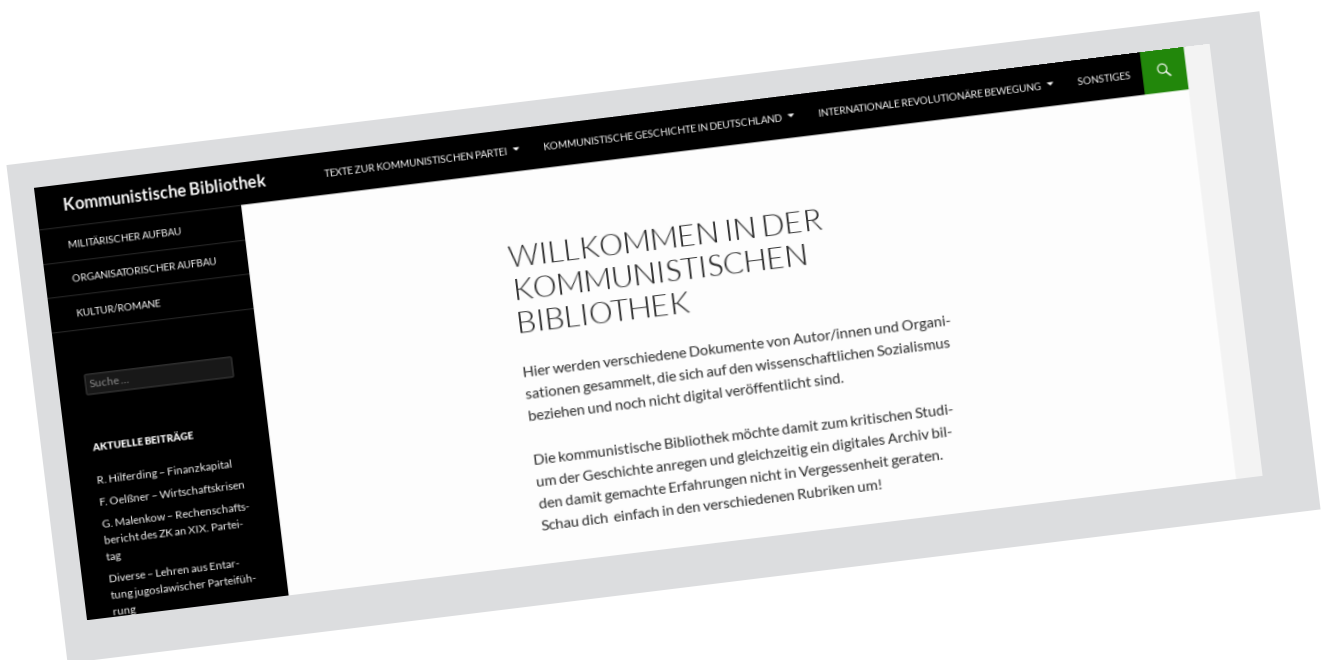 Kommunistische Bibliothek
TEXTE ZUR KOMMUNISTISCHEN PARTEI
KOMMUNISTISCHE GESCHICHTE IN DEUTSCHLAND
INTERNATIONALE REVOLUTIONÄRE BEWEGUNG
SONSTIGES
MILITÄRISCHER AUFBAU
ORGANISATORISCHER AUFBAU
KULTUR/ROMANE
Suche …
AKTUELLE BEITRÄGE
R. Hilferding – Finanzkapital
F. Oelßner – Wirtschaftskrisen
G. Malenkow – Rechenschafts-
bericht des ZK an XIX. Partei-
tag
Diverse – Lehren aus Entar-
tung jugoslawischer Parteifüh-
rung
WILLKOMMEN IN DER
KOMMUNISTISCHEN
BIBLIOTHEK
Hier werden verschiedene Dokumente von Autor/innen und Organi-
sationen gesammelt, die sich auf den wissenschaftlichen Sozialismus
beziehen und noch nicht digital veröffentlicht sind.
Die kommunistische Bibliothek möchte damit zum kritischen Studi-
um der Geschichte anregen und gleichzeitig ein digitales Archiv bil-
den damit gemachte Erfahrungen nicht in Vergessenheit geraten.
Schau dich einfach in den verschiedenen Rubriken um!